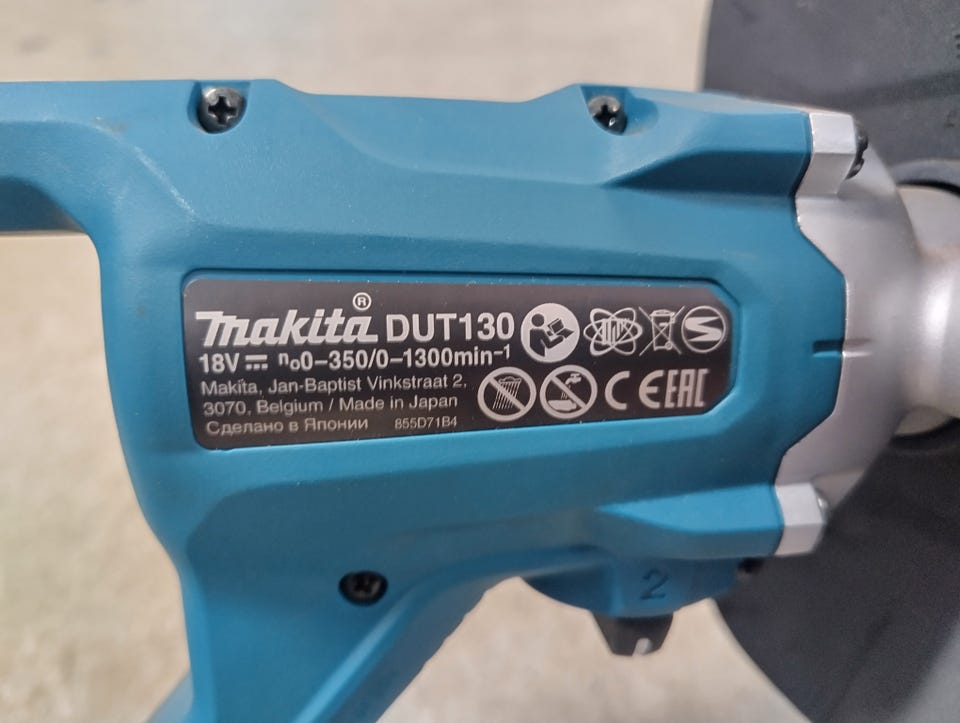 makita® DUT130
18V ⎓ n₀0–350/0–1300min⁻¹
Makita, Jan-Baptist Vinkstraat 2,
3070, Belgium / Made in Japan
Сделано в Японии 855D71B4
CE EAC
2